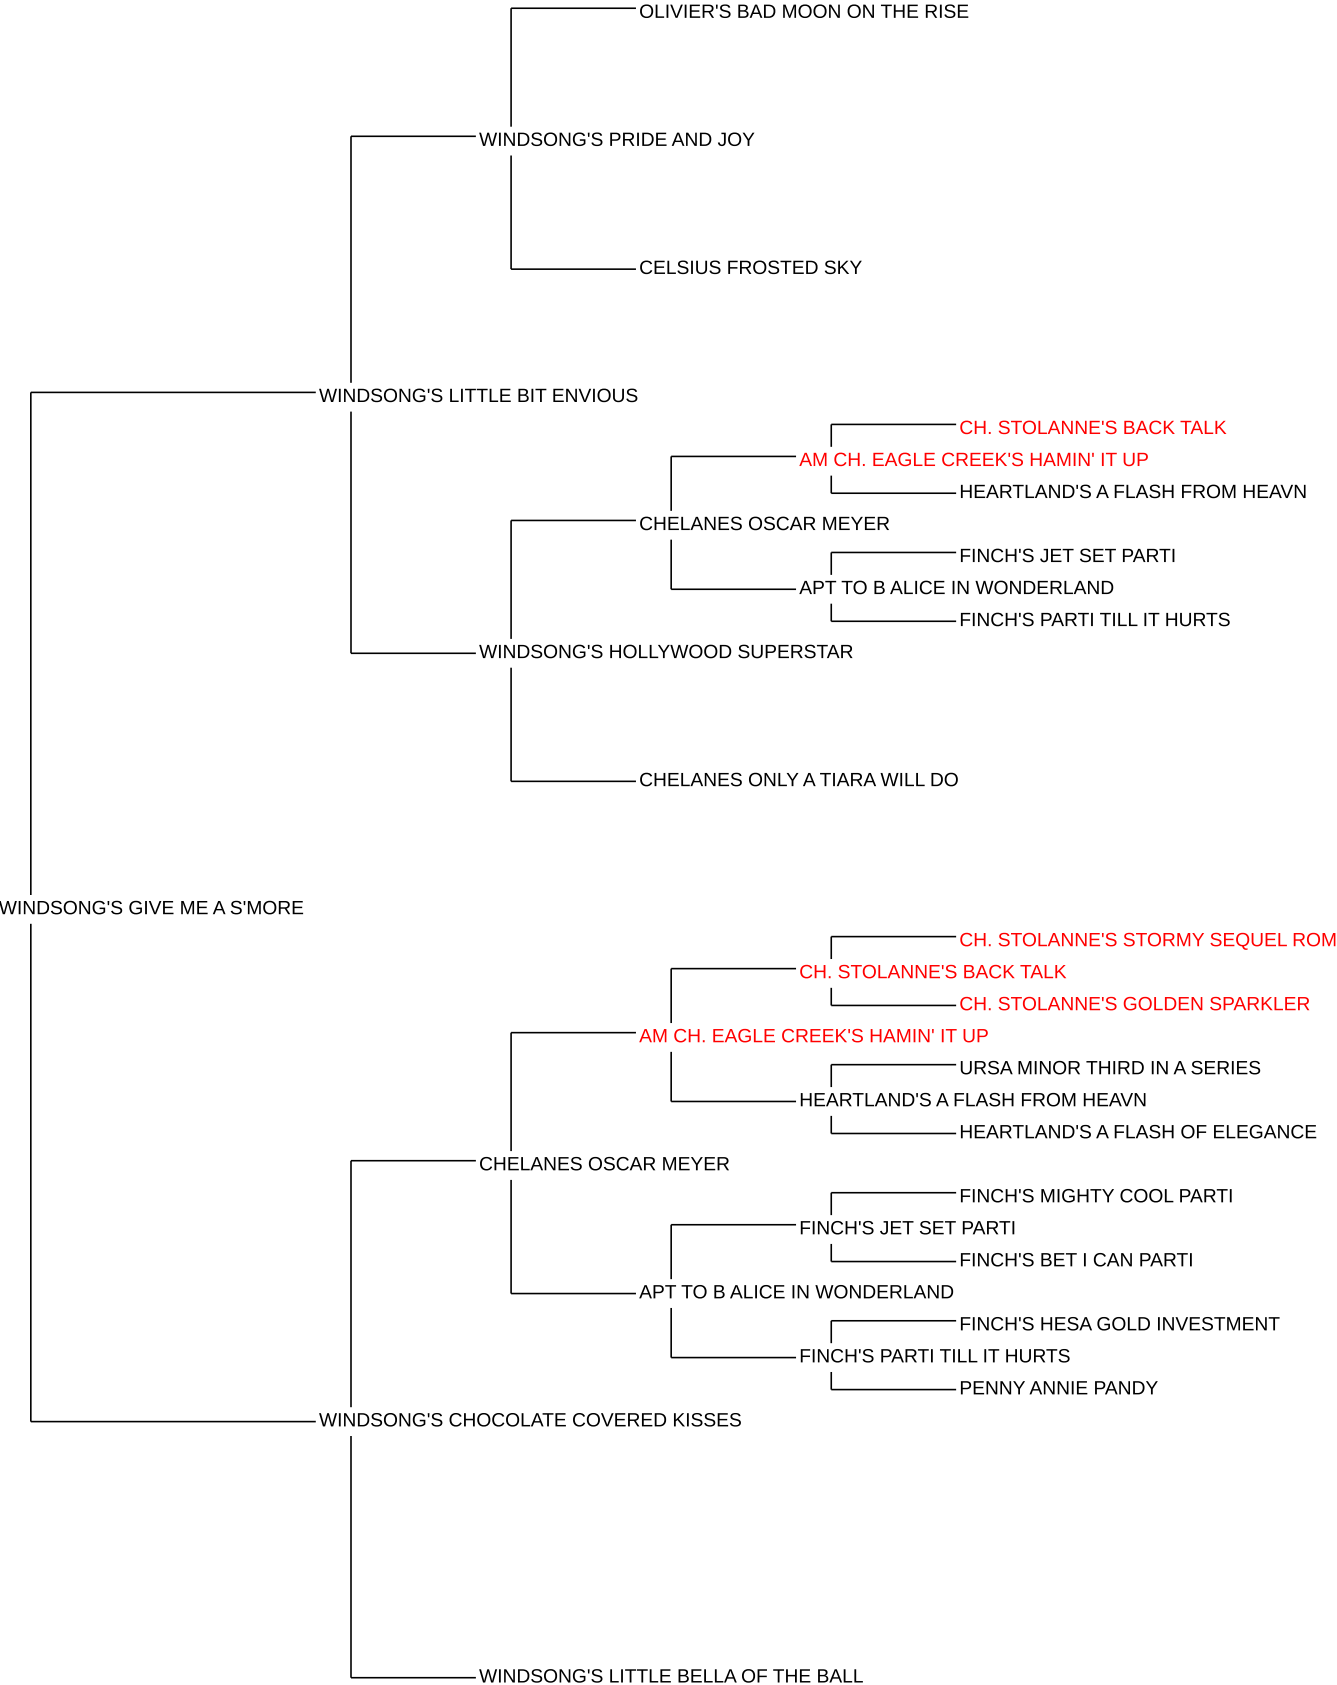 OLIVIER'S BAD MOON ON THE RISE
WINDSONG'S PRIDE AND JOY
CELSIUS FROSTED SKY
WINDSONG'S LITTLE BIT ENVIOUS
CH. STOLANNE'S BACK TALK
AM CH. EAGLE CREEK'S HAMIN' IT UP
HEARTLAND'S A FLASH FROM HEAVN
CHELANES OSCAR MEYER
FINCH'S JET SET PARTI
APT TO B ALICE IN WONDERLAND
FINCH'S PARTI TILL IT HURTS
WINDSONG'S HOLLYWOOD SUPERSTAR
CHELANES ONLY A TIARA WILL DO
WINDSONG'S GIVE ME A S'MORE
CH. STOLANNE'S STORMY SEQUEL ROM
CH. STOLANNE'S BACK TALK
CH. STOLANNE'S GOLDEN SPARKLER
AM CH. EAGLE CREEK'S HAMIN' IT UP
URSA MINOR THIRD IN A SERIES
HEARTLAND'S A FLASH FROM HEAVN
HEARTLAND'S A FLASH OF ELEGANCE
CHELANES OSCAR MEYER
FINCH'S MIGHTY COOL PARTI
FINCH'S JET SET PARTI
FINCH'S BET I CAN PARTI
APT TO B ALICE IN WONDERLAND
FINCH'S HESA GOLD INVESTMENT
FINCH'S PARTI TILL IT HURTS
PENNY ANNIE PANDY
WINDSONG'S CHOCOLATE COVERED KISSES
WINDSONG'S LITTLE BELLA OF THE BALL